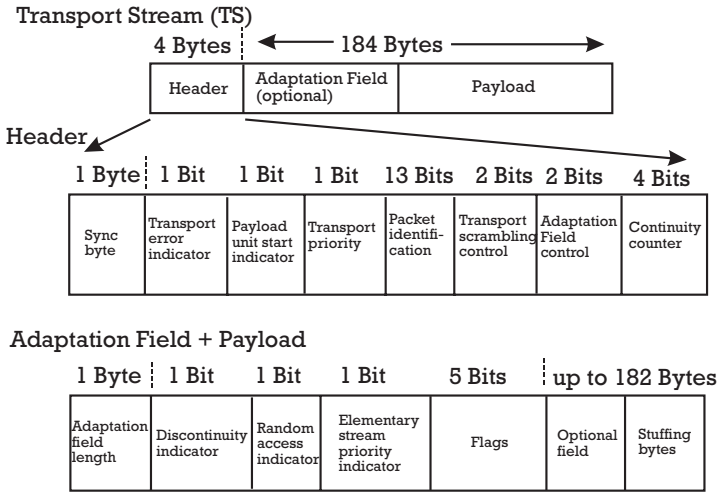 Transport Stream (TS)
4 Bytes 184 Bytes
Header
Adaptation Field
(optional)
Payload
Header
1 Byte 1 Bit 1 Bit 1 Bit 13 Bits 2 Bits 2 Bits 4 Bits
Sync
byte
Transport
error
indicator
Payload
unit start
indicator
Transport
priority
Packet
identifi-
cation
Transport
scrambling
control
Adaptation
Field
control
Continuity
counter
Adaptation Field + Payload
1 Byte 1 Bit 1 Bit 1 Bit 5 Bits up to 182 Bytes
Adaptation
field
length
Discontinuity
indicator
Random
access
indicator
Elementary
stream
priority
indicator
Flags
Optional
field
Stuffing
bytes